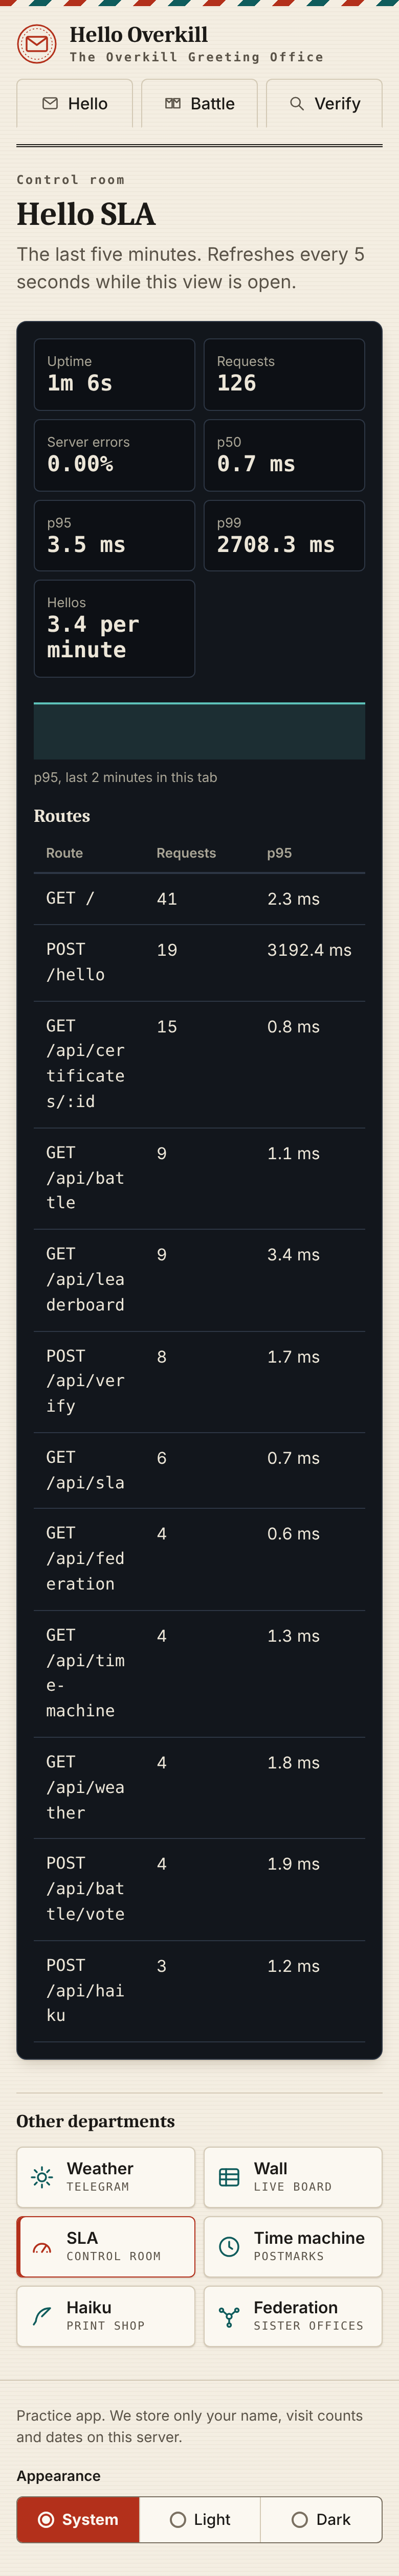 Hello Overkill
The Overkill Greeting Office
Hello
Battle
Verify
Control room
Hello SLA
The last five minutes. Refreshes every 5
seconds while this view is open.
Uptime
1m 6s
Requests
126
Server errors
0.00%
p50
0.7 ms
p95
3.5 ms
p99
2708.3 ms
Hellos
3.4 per
minute
p95, last 2 minutes in this tab
Routes
Route Requests p95
GET / 41 2.3 ms
POST 19 3192.4 ms
/hello
GET 15 0.8 ms
/api/cer
tificate
s/:id
GET 9 1.1 ms
/api/bat
tle
GET 9 3.4 ms
/api/lea
derboard
POST 8 1.7 ms
/api/ver
ify
GET 6 0.7 ms
/api/sla
GET 4 0.6 ms
/api/fed
eration
GET 4 1.3 ms
/api/tim
e-
machine
GET 4 1.8 ms
/api/wea
ther
POST 4 1.9 ms
/api/bat
tle/vote
POST 3 1.2 ms
/api/hai
ku
Other departments
Weather
TELEGRAM
Wall
LIVE BOARD
SLA
CONTROL ROOM
Time machine
POSTMARKS
Haiku
PRINT SHOP
Federation
SISTER OFFICES
Practice app. We store only your name, visit counts
and dates on this server.
Appearance
System
Light
Dark